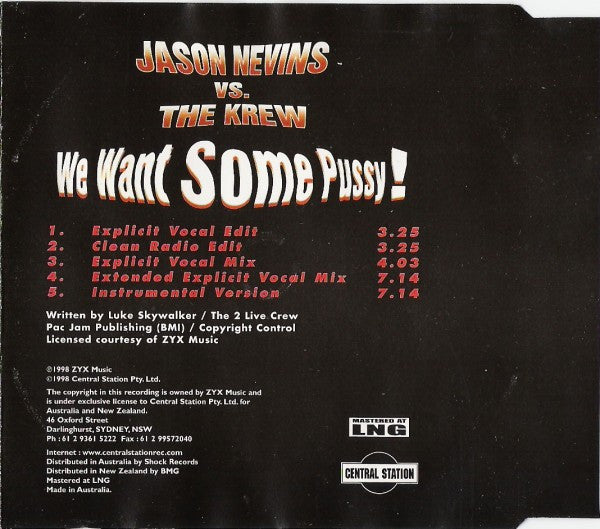 JASON NEVINS
VS.
THE KREW
We Want Some Pussy!
1. Explicit Vocal Edit 3.25
2. Clean Radio Edit 3.25
3. Explicit Vocal Mix 4.03
4. Extended Explicit Vocal Mix 7.14
5. Instrumental Version 7.14
Written by Luke Skywalker / The 2 Live Crew
Pac Jam Publishing (BMI) / Copyright Control
Licensed courtesy of ZYX Music
℗1998 ZYX Music
©1998 Central Station Pty. Ltd.
The copyright in this recording is owned by ZYX Music and
is under exclusive license to Central Station Pty. Ltd. for
Australia and New Zealand.
46 Oxford Street
Darlinghurst, SYDNEY, NSW
Ph : 61 2 9361 5222 Fax : 61 2 99572040
Internet : www.centralstationrec.com
Distributed in Australia by Shock Records
Distributed in New Zealand by BMG
Mastered at LNG
Made in Australia.
MASTERED AT
LNG
CENTRAL STATION